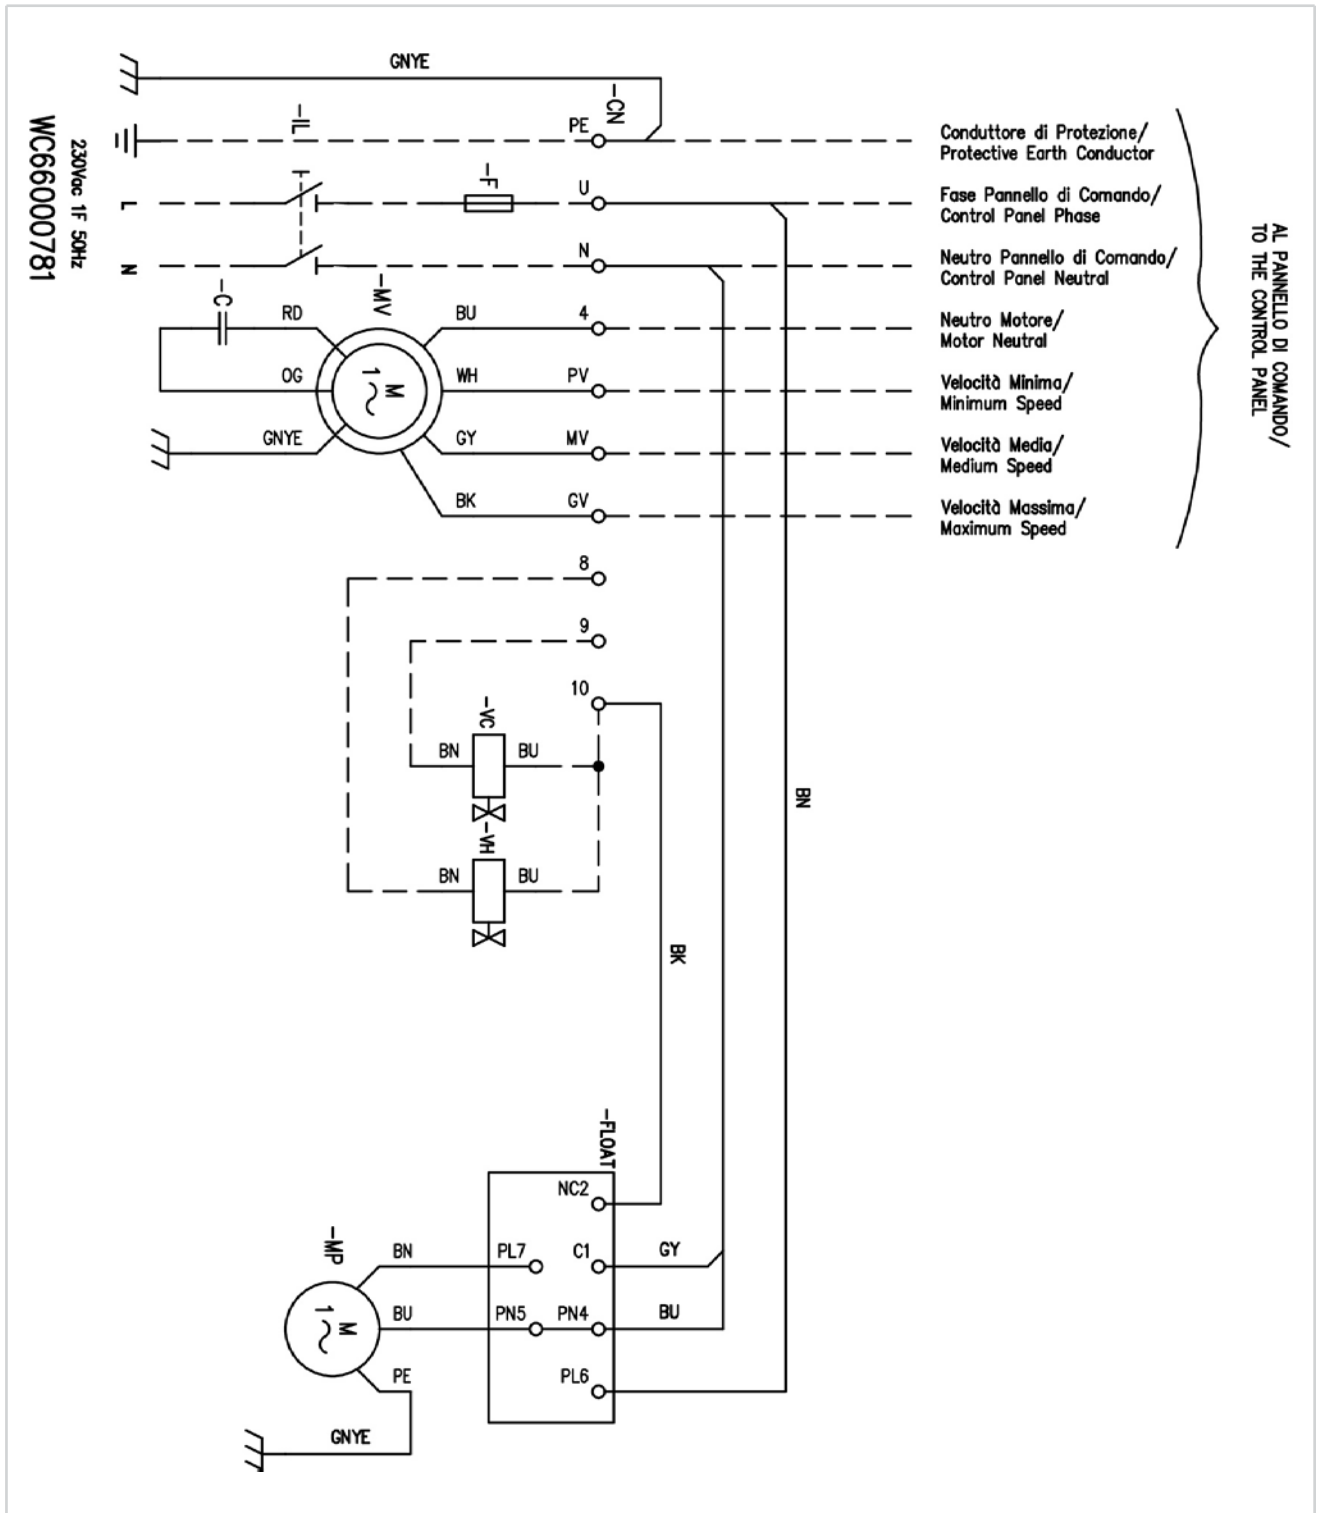 GNYE
-CN
-IL
PE
Conduttore di Protezione/
Protective Earth Conductor
WC66000781
230Vac 1F 50Hz
L
-F
U
Fase Pannello di Comando/
Control Panel Phase
N
N
Neutro Pannello di Comando/
Control Panel Neutral
AL PANNELLO DI COMANDO/
TO THE CONTROL PANEL
-C
-MV
RD
BU
4
Neutro Motore/
Motor Neutral
OG
M
1
WH
PV
Velocità Minima/
Minimum Speed
GNYE
GY
MV
Velocità Media/
Medium Speed
BK
GV
Velocità Massima/
Maximum Speed
8
9
10
-VC
BN
BU
BN
-VH
BN
BU
BK
-FLOAT
NC2
-MP
BN
PL7
C1
GY
M
1
BU
PN5
PN4
BU
PE
PL6
GNYE